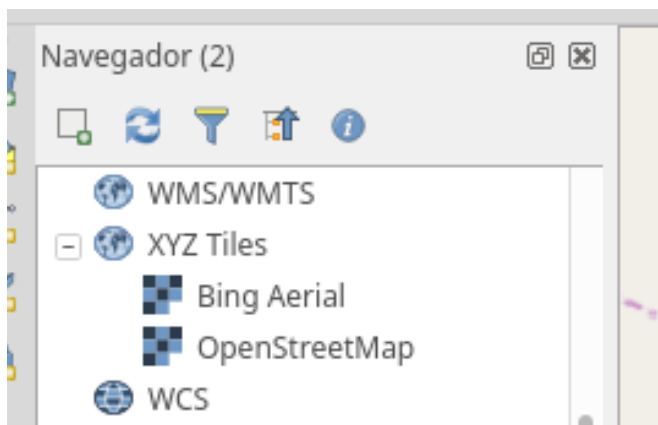 Navegador (2)
WMS/WMTS
XYZ Tiles
Bing Aerial
OpenStreetMap
WCS